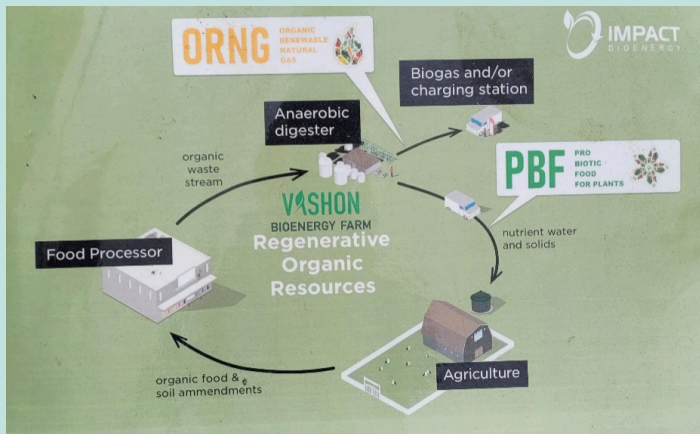 ORNG
ORGANIC
RENEWABLE
NATURAL
GAS
IMPACT
BIOENERGY
Biogas and/or
charging station
Anaerobic
digester
organic
waste
stream
PBF
PRO
BIOTIC
FOOD
FOR PLANTS
VASHON
BIOENERGY FARM
Regenerative
Organic
Resources
nutrient water
and solids
Food Processor
Agriculture
organic food &
soil ammendments